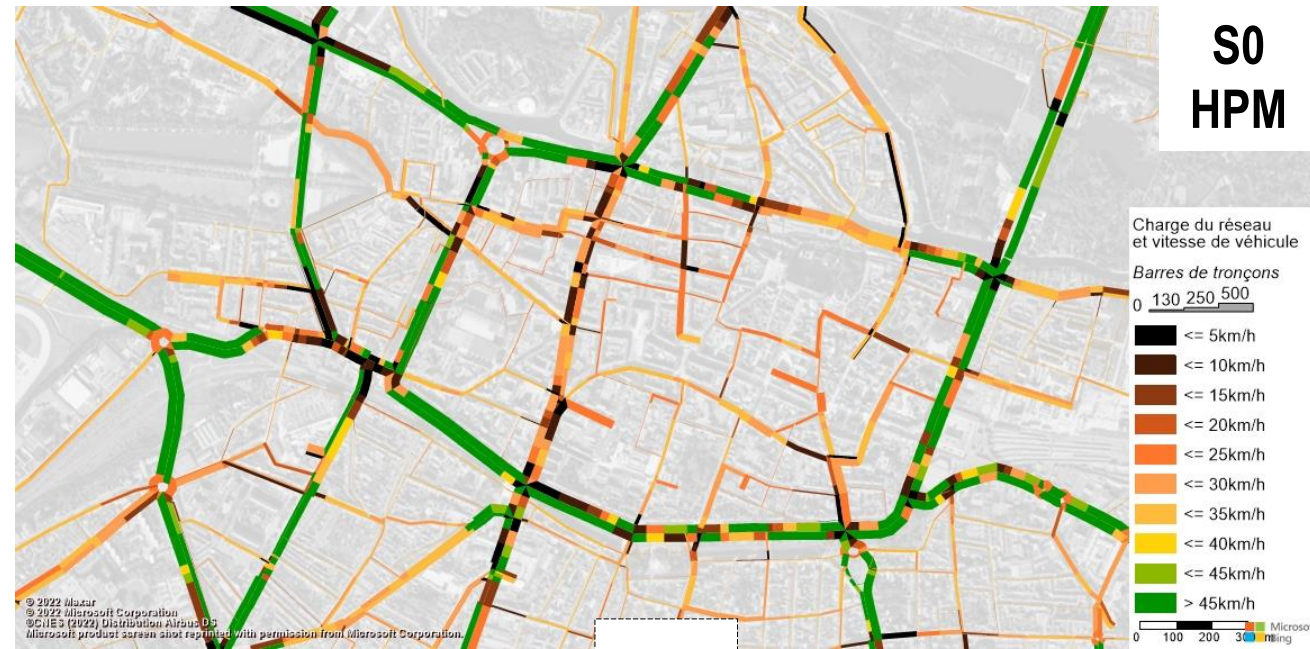 S0
HPM
Charge du réseau
et vitesse de véhicule
Barres de tronçons
0 130 250 500
<= 5km/h
<= 10km/h
<= 15km/h
<= 20km/h
<= 25km/h
<= 30km/h
<= 35km/h
<= 40km/h
<= 45km/h
> 45km/h
0 100 200
© 2022 Maxar
© 2022 Microsoft Corporation
©CNES (2022) Distribution Airbus DS
Microsoft product screen shot reprinted with permission from Microsoft Corporation.